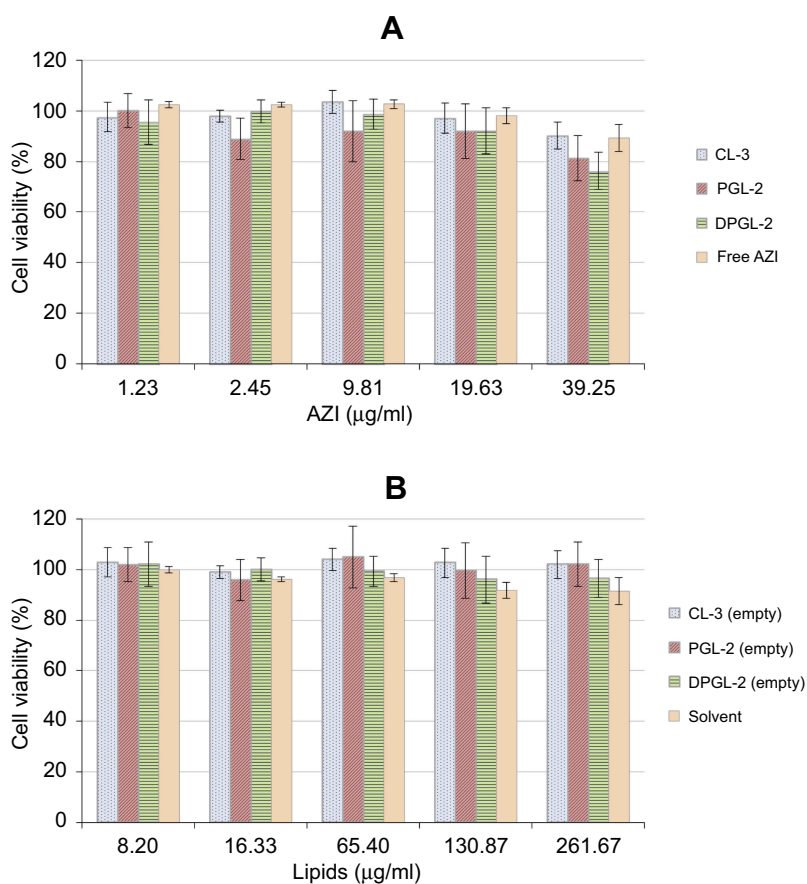 A
120
100
80
60
40
20
0
Cell viability (%)
1.23 2.45 9.81 19.63 39.25
AZI (µg/ml)
CL-3
PGL-2
DPGL-2
Free AZI
B
120
100
80
60
40
20
0
Cell viability (%)
8.20 16.33 65.40 130.87 261.67
Lipids (µg/ml)
CL-3 (empty)
PGL-2 (empty)
DPGL-2 (empty)
Solvent